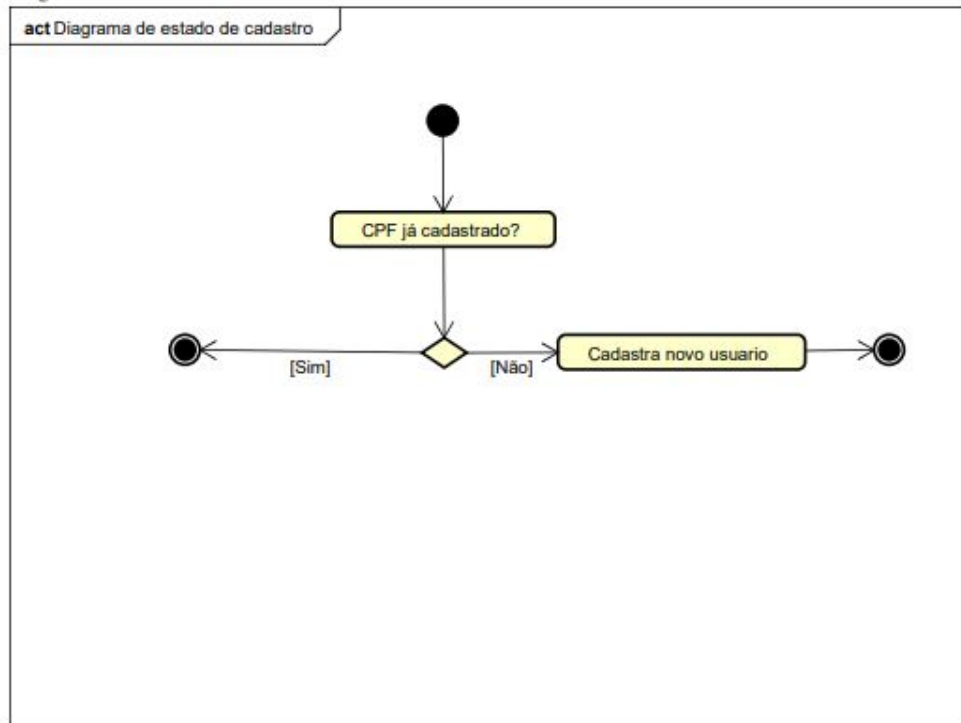 act Diagrama de estado de cadastro
CPF já cadastrado?
[Sim]
[Não]
Cadastra novo usuario